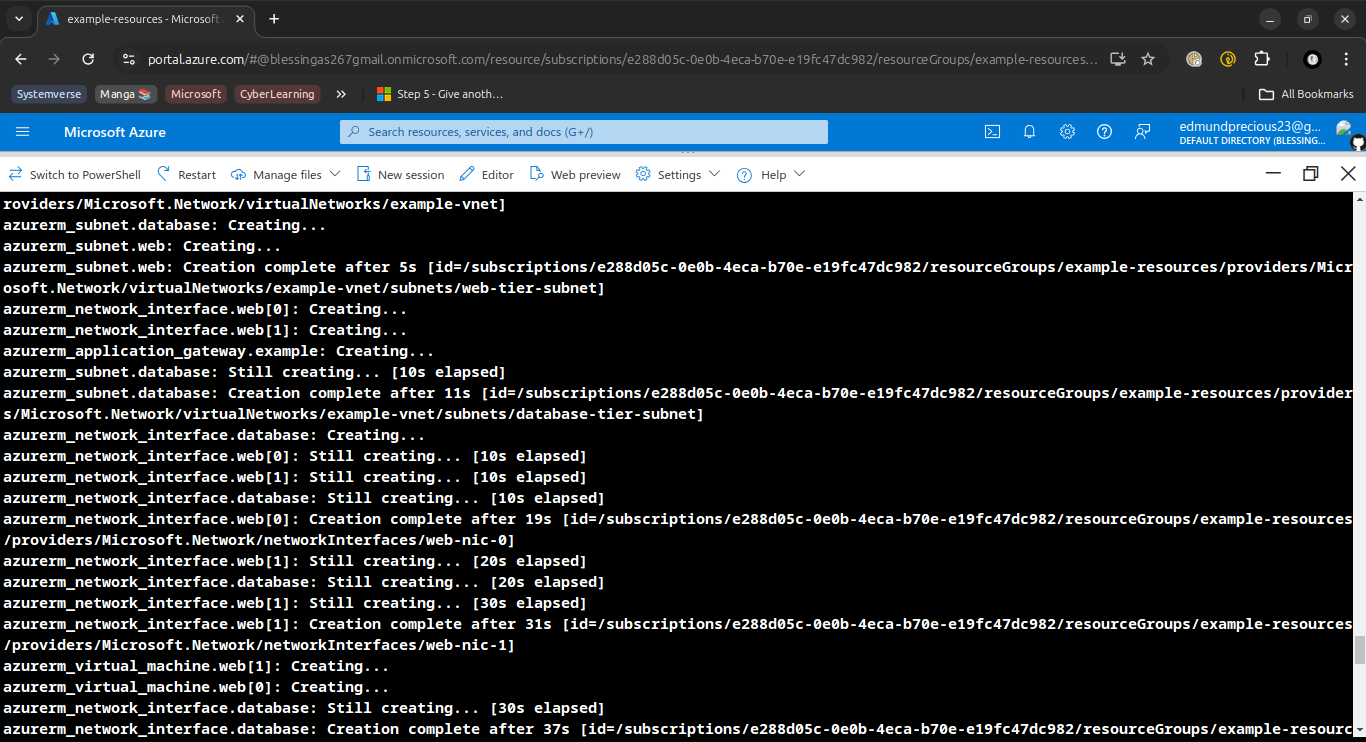 example-resources - Microsoft
portal.azure.com/#@blessingas267gmail.onmicrosoft.com/resource/subscriptions/e288d05c-0e0b-4eca-b70e-e19fc47dc982/resourceGroups/example-resources...
Systemverse Manga 📚 Microsoft CyberLearning » Step 5 - Give anoth... All Bookmarks
Microsoft Azure Search resources, services, and docs (G+/) edmundprecious23@g...
DEFAULT DIRECTORY (BLESSING...
Switch to PowerShell Restart Manage files New session Editor Web preview Settings Help
roviders/Microsoft.Network/virtualNetworks/example-vnet]
azurerm_subnet.database: Creating...
azurerm_subnet.web: Creating...
azurerm_subnet.web: Creation complete after 5s [id=/subscriptions/e288d05c-0e0b-4eca-b70e-e19fc47dc982/resourceGroups/example-resources/providers/Micr
osoft.Network/virtualNetworks/example-vnet/subnets/web-tier-subnet]
azurerm_network_interface.web[0]: Creating...
azurerm_network_interface.web[1]: Creating...
azurerm_application_gateway.example: Creating...
azurerm_subnet.database: Still creating... [10s elapsed]
azurerm_subnet.database: Creation complete after 11s [id=/subscriptions/e288d05c-0e0b-4eca-b70e-e19fc47dc982/resourceGroups/example-resources/provider
s/Microsoft.Network/virtualNetworks/example-vnet/subnets/database-tier-subnet]
azurerm_network_interface.database: Creating...
azurerm_network_interface.web[0]: Still creating... [10s elapsed]
azurerm_network_interface.web[1]: Still creating... [10s elapsed]
azurerm_network_interface.database: Still creating... [10s elapsed]
azurerm_network_interface.web[0]: Creation complete after 19s [id=/subscriptions/e288d05c-0e0b-4eca-b70e-e19fc47dc982/resourceGroups/example-resources
/providers/Microsoft.Network/networkInterfaces/web-nic-0]
azurerm_network_interface.web[1]: Still creating... [20s elapsed]
azurerm_network_interface.database: Still creating... [20s elapsed]
azurerm_network_interface.web[1]: Still creating... [30s elapsed]
azurerm_network_interface.web[1]: Creation complete after 31s [id=/subscriptions/e288d05c-0e0b-4eca-b70e-e19fc47dc982/resourceGroups/example-resources
/providers/Microsoft.Network/networkInterfaces/web-nic-1]
azurerm_virtual_machine.web[1]: Creating...
azurerm_virtual_machine.web[0]: Creating...
azurerm_network_interface.database: Still creating... [30s elapsed]
azurerm_network_interface.database: Creation complete after 37s [id=/subscriptions/e288d05c-0e0b-4eca-b70e-e19fc47dc982/resourceGroups/example-resourc